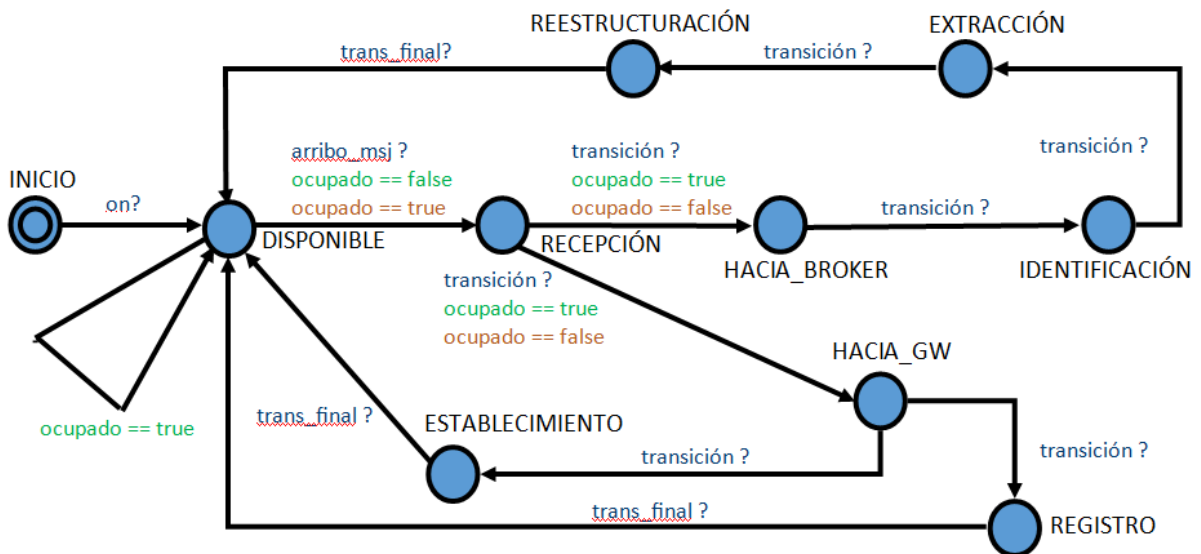 REESTRUCTURACIÓN
EXTRACCIÓN
trans_final?
transición ?
arribo_msj ?
ocupado == false
ocupado == true
transición ?
ocupado == true
ocupado == false
transición ?
INICIO
on?
transición ?
DISPONIBLE
RECEPCIÓN
HACIA_BROKER
IDENTIFICACIÓN
transición ?
ocupado == true
ocupado == false
HACIA_GW
ocupado == true
trans_final ?
ESTABLECIMIENTO
transición ?
transición ?
trans_final ?
REGISTRO